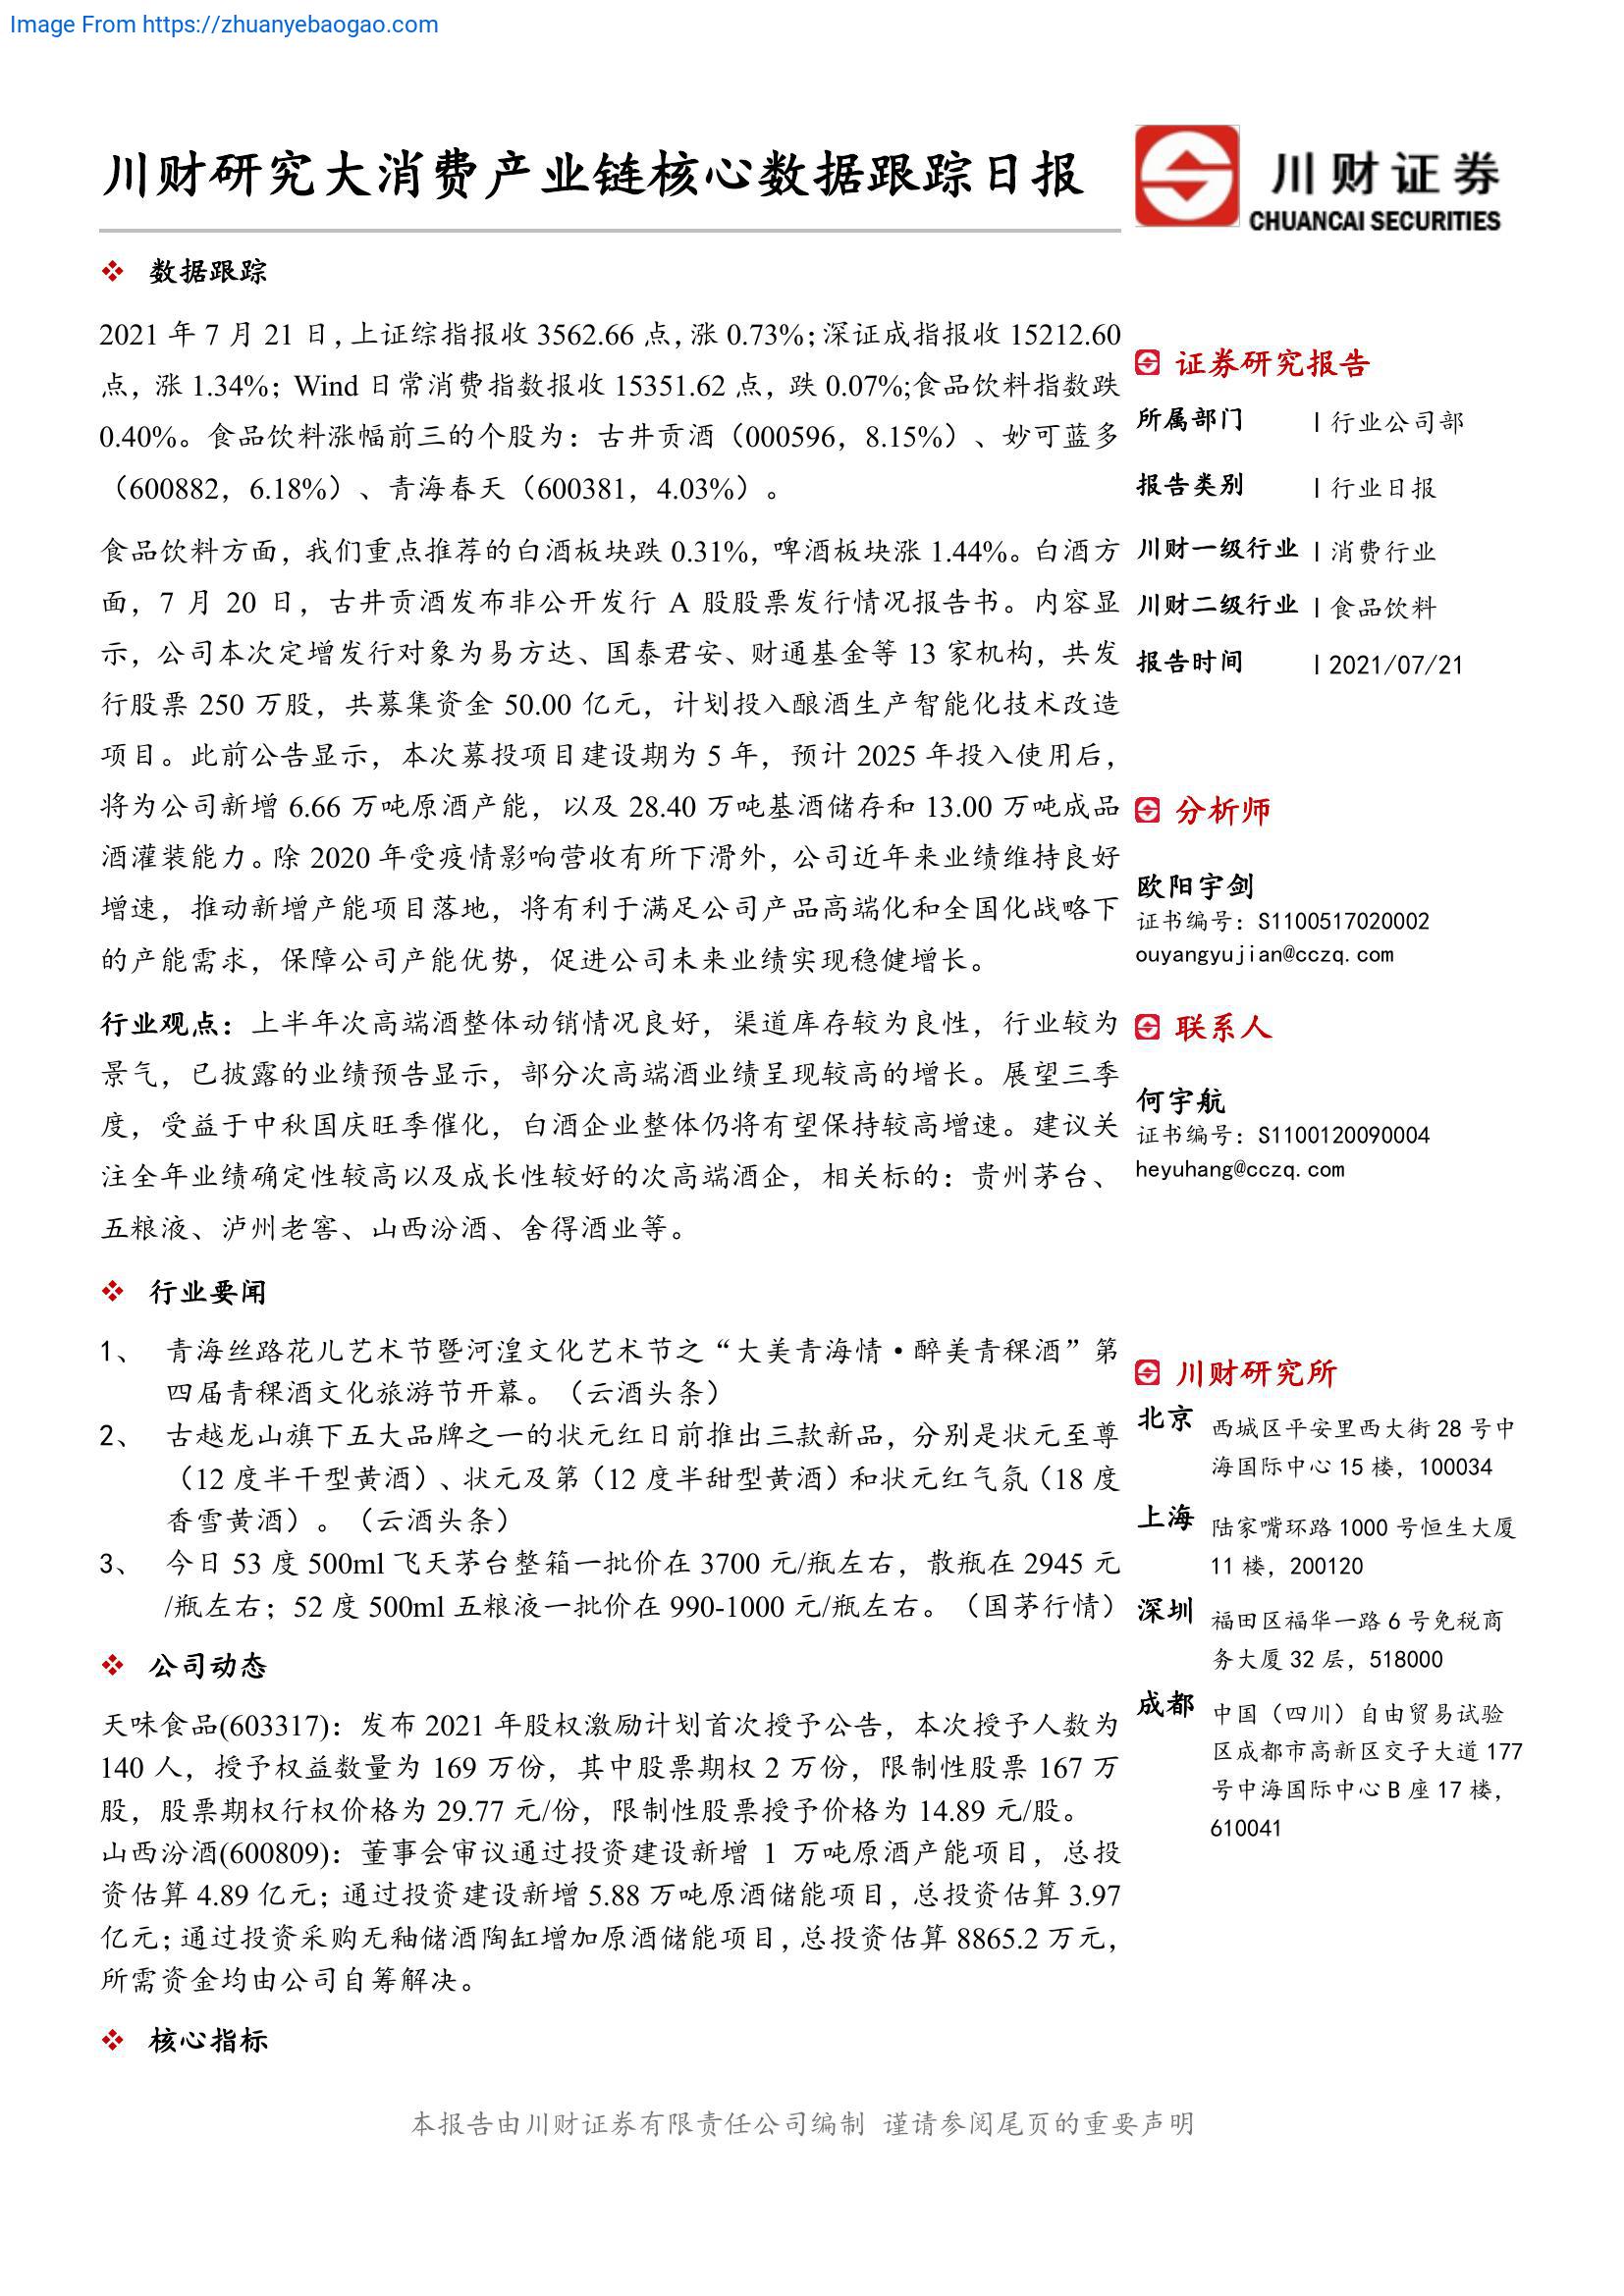 Image From https://zhuanyebaogao.com
川财研究大消费产业链核心数据跟踪日报
川财证券
CHUANCAI SECURITIES
❖ 数据跟踪
2021 年 7 月 21 日，上证综指报收 3562.66 点，涨 0.73%；深证成指报收 15212.60
点，涨 1.34%；Wind 日常消费指数报收 15351.62 点，跌 0.07%;食品饮料指数跌
0.40%。食品饮料涨幅前三的个股为：古井贡酒（000596，8.15%）、妙可蓝多
（600882，6.18%）、青海春天（600381，4.03%）。
食品饮料方面，我们重点推荐的白酒板块跌 0.31%，啤酒板块涨 1.44%。白酒方
面，7 月 20 日，古井贡酒发布非公开发行 A 股股票发行情况报告书。内容显
示，公司本次定增发行对象为易方达、国泰君安、财通基金等 13 家机构，共发
行股票 250 万股，共募集资金 50.00 亿元，计划投入酿酒生产智能化技术改造
项目。此前公告显示，本次募投项目建设期为 5 年，预计 2025 年投入使用后，
将为公司新增 6.66 万吨原酒产能，以及 28.40 万吨基酒储存和 13.00 万吨成品
酒灌装能力。除 2020 年受疫情影响营收有所下滑外，公司近年来业绩维持良好
增速，推动新增产能项目落地，将有利于满足公司产品高端化和全国化战略下
的产能需求，保障公司产能优势，促进公司未来业绩实现稳健增长。
行业观点：上半年次高端酒整体动销情况良好，渠道库存较为良性，行业较为
景气，已披露的业绩预告显示，部分次高端酒业绩呈现较高的增长。展望三季
度，受益于中秋国庆旺季催化，白酒企业整体仍将有望保持较高增速。建议关
注全年业绩确定性较高以及成长性较好的次高端酒企，相关标的：贵州茅台、
五粮液、泸州老窖、山西汾酒、舍得酒业等。
❖ 行业要闻
1、 青海丝路花儿艺术节暨河湟文化艺术节之“大美青海情·醉美青稞酒”第
四届青稞酒文化旅游节开幕。（云酒头条）
2、 古越龙山旗下五大品牌之一的状元红日前推出三款新品，分别是状元至尊
（12 度半干型黄酒）、状元及第（12 度半甜型黄酒）和状元红气氛（18 度
香雪黄酒）。（云酒头条）
3、 今日 53 度 500ml 飞天茅台整箱一批价在 3700 元/瓶左右，散瓶在 2945 元
/瓶左右；52 度 500ml 五粮液一批价在 990-1000 元/瓶左右。（国茅行情）
❖ 公司动态
天味食品(603317)：发布 2021 年股权激励计划首次授予公告，本次授予人数为
140 人，授予权益数量为 169 万份，其中股票期权 2 万份，限制性股票 167 万
股，股票期权行权价格为 29.77 元/份，限制性股票授予价格为 14.89 元/股。
山西汾酒(600809)：董事会审议通过投资建设新增 1 万吨原酒产能项目，总投
资估算 4.89 亿元；通过投资建设新增 5.88 万吨原酒储能项目，总投资估算 3.97
亿元；通过投资采购无釉储酒陶缸增加原酒储能项目，总投资估算 8865.2 万元，
所需资金均由公司自筹解决。
❖ 核心指标
证券研究报告
所属部门 | 行业公司部
报告类别 | 行业日报
川财一级行业 | 消费行业
川财二级行业 | 食品饮料
报告时间 | 2021/07/21
分析师
欧阳宇剑
证书编号：S1100517020002
ouyangyujian@cczq.com
联系人
何宇航
证书编号：S1100120090004
heyuhang@cczq.com
川财研究所
北京 西城区平安里西大街 28 号中
海国际中心 15 楼，100034
上海 陆家嘴环路 1000 号恒生大厦
11 楼，200120
深圳 福田区福华一路 6 号免税商
务大厦 32 层，518000
成都 中国（四川）自由贸易试验
区成都市高新区交子大道 177
号中海国际中心 B 座 17 楼，
610041
本报告由川财证券有限责任公司编制 谨请参阅尾页的重要声明